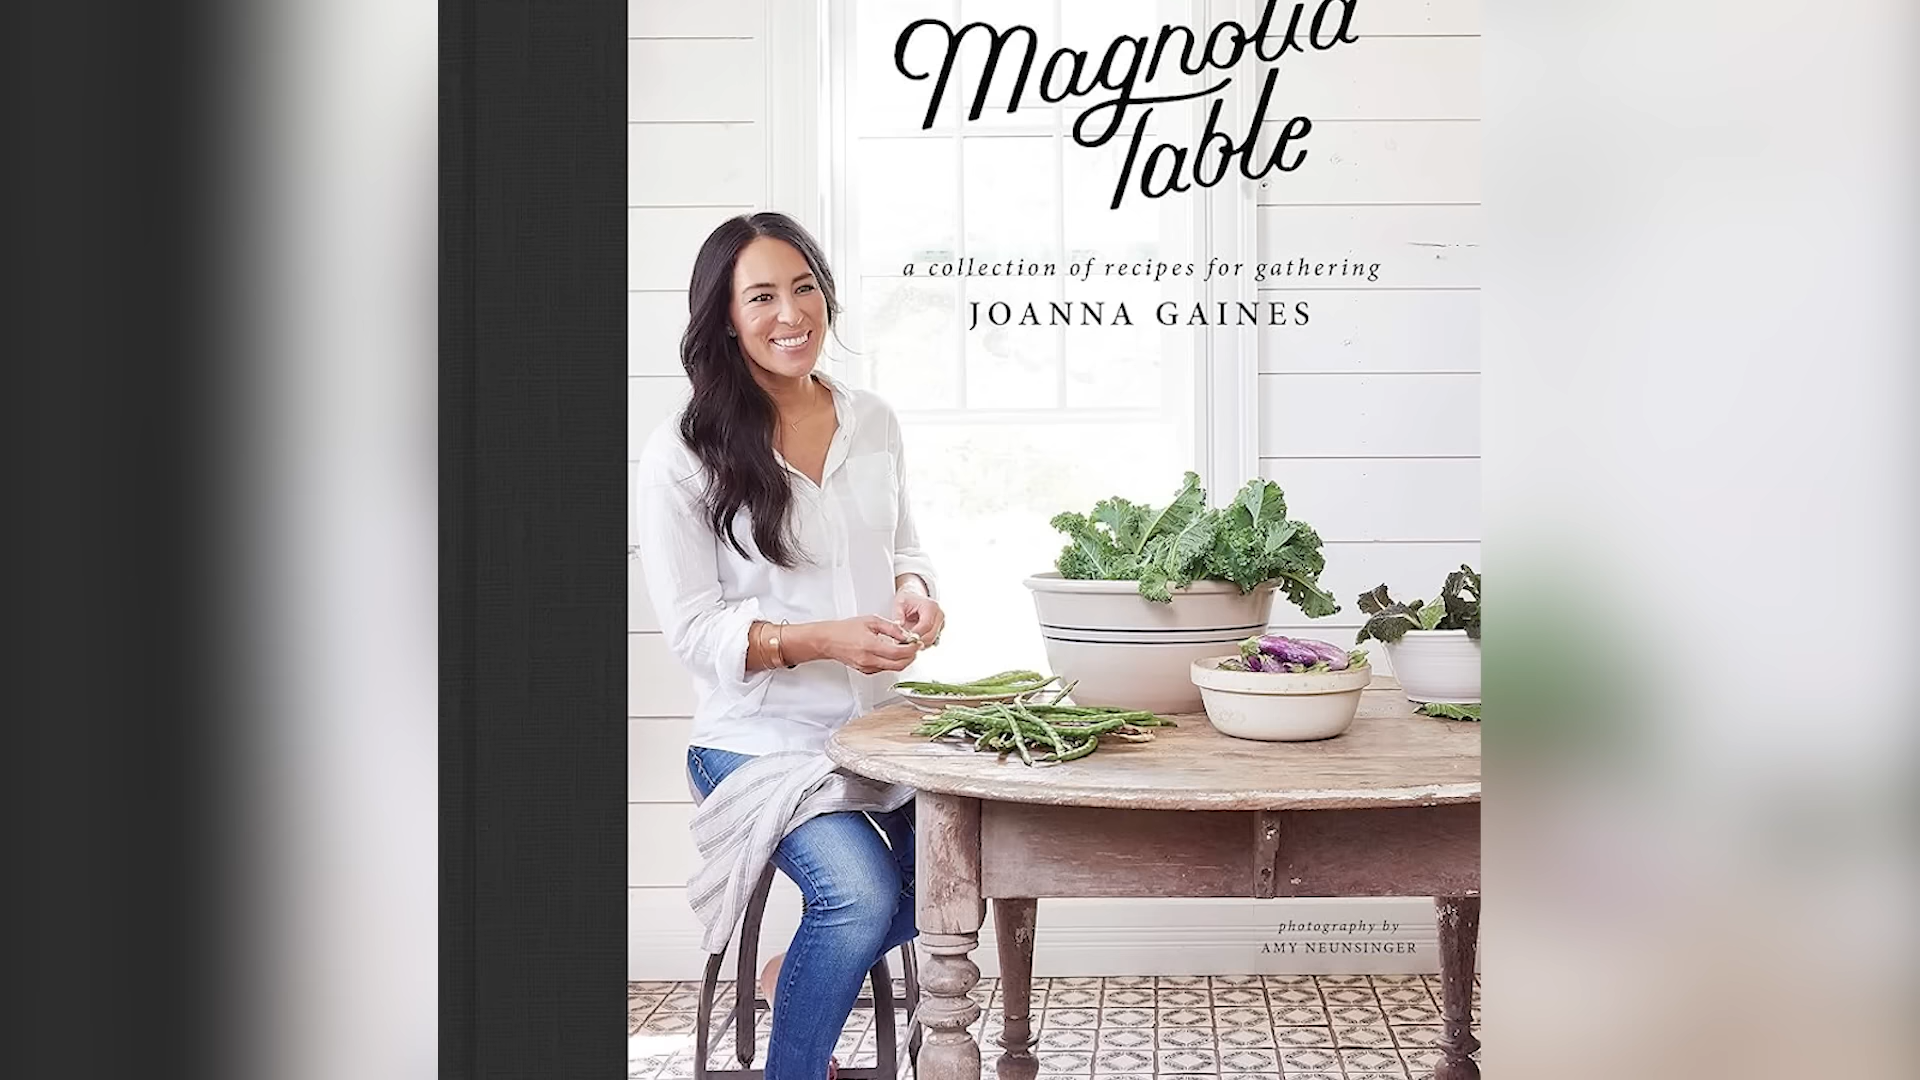 Magnolia
Table
a collection of recipes for gathering
JOANNA GAINES
photography by
AMY NEUNSINGER